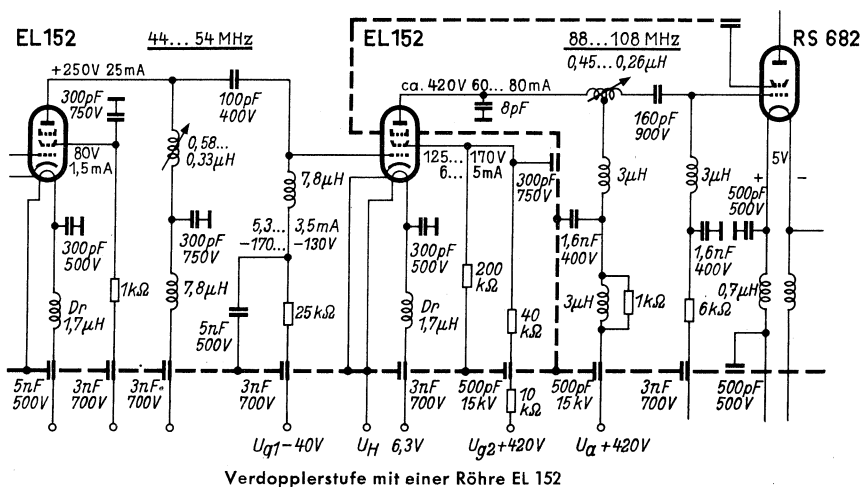 EL152
44... 54 MHz
EL152
88...108 MHz
RS 682
0,45...0,26µH
+250V 25mA
ca. 420V 60... 80mA
300pF
750V
100pF
400V
8pF
160pF
900V
80V
1,5mA
0,58...
0,33µH
125... 170V
6... 5mA
5V
+
−
7,8µH
300pF
750V
3µH
3µH
500pF
500V
300pF
500V
300pF
750V
5,3... 3,5mA
−170... −130V
300pF
500V
1,6nF
400V
1,6nF
400V
1kΩ
7,8µH
200
kΩ
0,7µH
Dr
1,7µH
25kΩ
Dr
1,7µH
3µH
1kΩ
6kΩ
5nF
500V
40
kΩ
5nF
500V
3nF
700V
3nF
700V
3nF
700V
3nF
700V
500pF
15kV
10
kΩ
500pF
15kV
3nF
700V
500pF
500V
Ug1−40V
UH 6,3V
Ug2+420V
Ua+420V
Verdopplerstufe mit einer Röhre EL 152